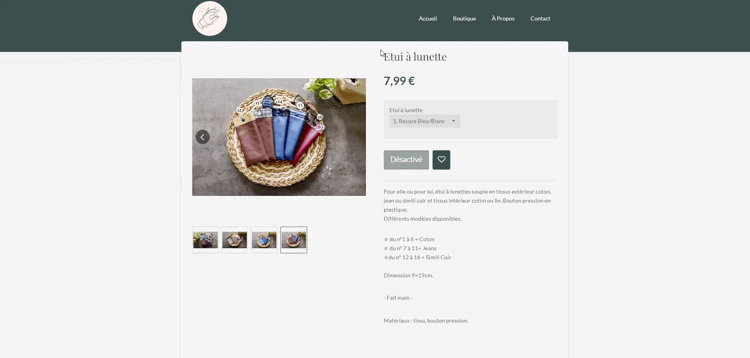 Accueil
Boutique
À Propos
Contact
Etui à lunette
7,99 €
Etui à lunette
1. Rayure Bleu/Blanc
Désactivé
Pour elle ou pour lui, étui à lunettes souple en tissus extérieur coton,
jean ou simili cuir et tissus intérieur coton ou lin. Bouton pression en
plastique.
Différents modèles disponibles.
✧ du n°1 à 6 = Coton
✧ du n° 7 à 11= Jeans
✧du n° 12 à 16 = Simili Cuir
Dimension 9×19cm.
- Fait main -
Matériaux : tissu, bouton pression.